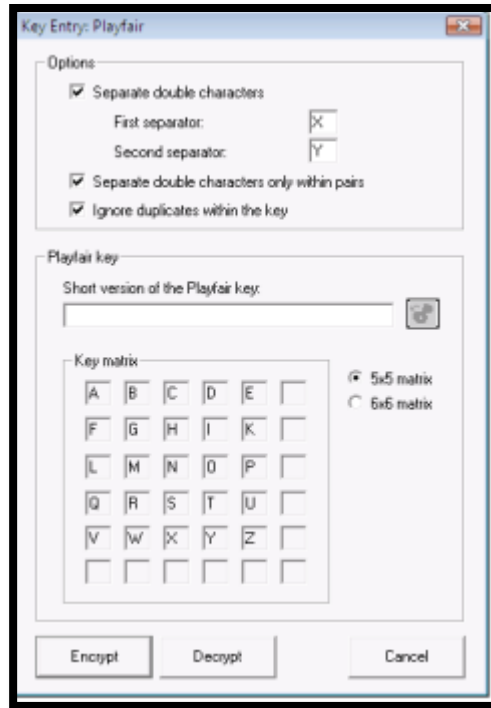 Key Entry: Playfair
Options
Separate double characters
First separator: X
Second separator: Y
Separate double characters only within pairs
Ignore duplicates within the key
Playfair key
Short version of the Playfair key:
Key matrix
A B C D E
F G H I K
L M N O P
Q R S T U
V W X Y Z
5x5 matrix
6x6 matrix
Encrypt Decrypt Cancel